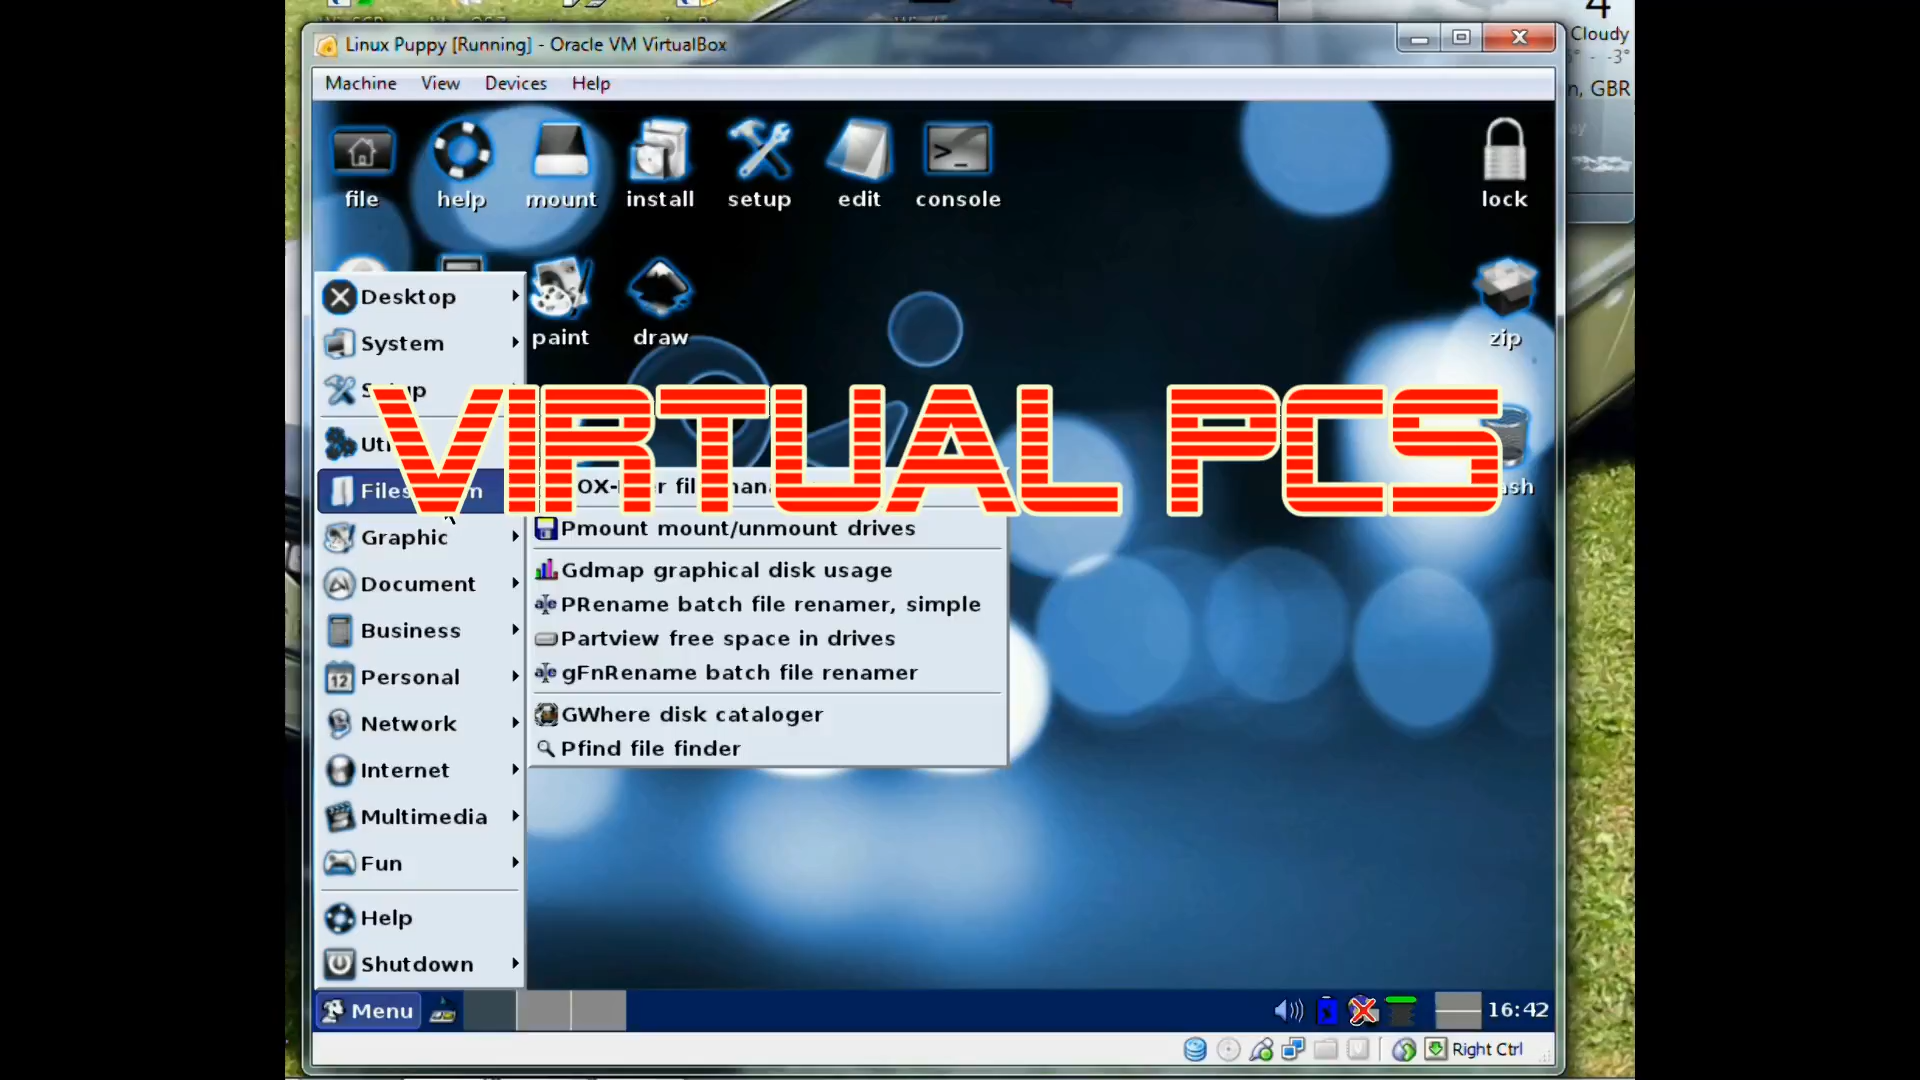 4
Linux Puppy [Running] - Oracle VM VirtualBox
Cloudy
-3°
Machine View Devices Help
n, GBR
file help mount install setup edit console lock
paint draw zip
Desktop
System
VIRTUAL PCS
Pmount mount/unmount drives
Graphic
Gdmap graphical disk usage
Document
PRename batch file renamer, simple
Business
Partview free space in drives
gFnRename batch file renamer
Personal
GWhere disk cataloger
Network
Pfind file finder
Internet
Multimedia
Fun
Help
Shutdown
Menu
16:42
Right Ctrl